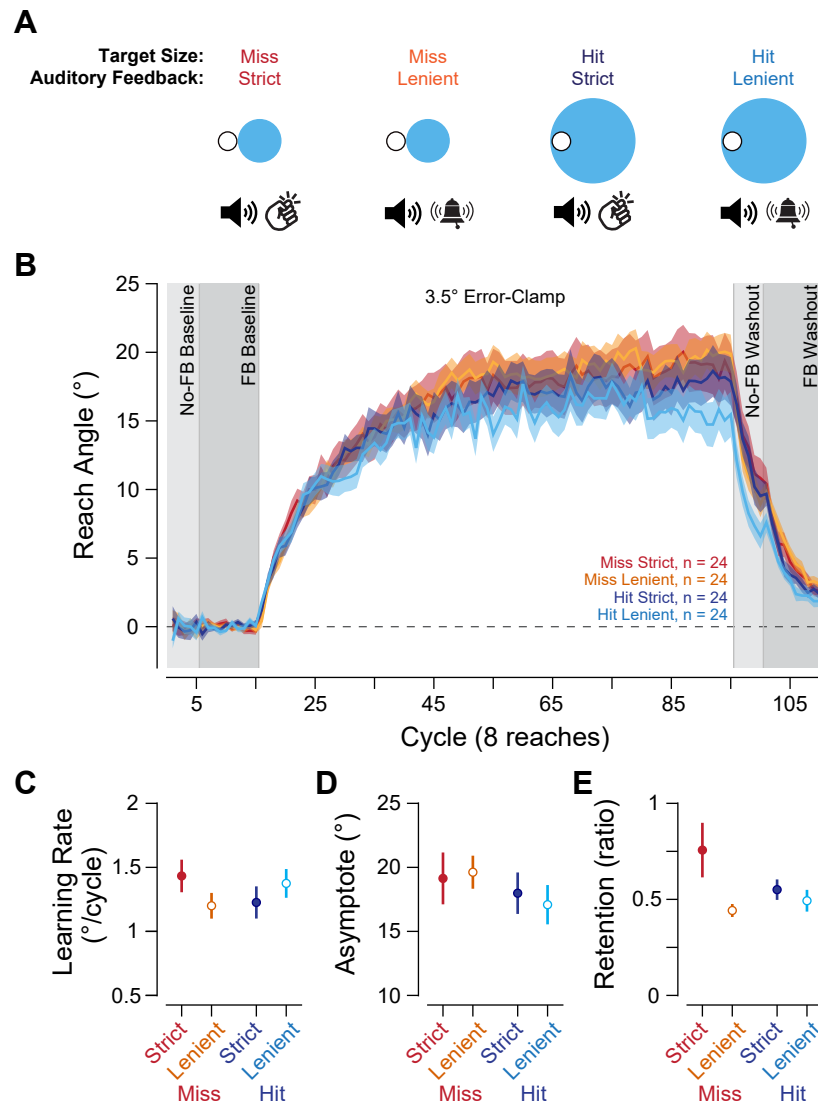 A
Target Size: Miss Miss Hit Hit
Auditory Feedback: Strict Lenient Strict Lenient
B
Reach Angle (°)
25
20
15
10
5
0
No-FB Baseline
FB Baseline
3.5° Error-Clamp
No-FB Washout
FB Washout
Miss Strict, n = 24
Miss Lenient, n = 24
Hit Strict, n = 24
Hit Lenient, n = 24
5 25 45 65 85 105
Cycle (8 reaches)
C
Learning Rate
(°/cycle)
2
1.5
1
0.5
Strict Lenient Strict Lenient
Miss Hit
D
Asymptote (°)
25
20
15
10
Strict Lenient Strict Lenient
Miss Hit
E
Retention (ratio)
1
0.5
0
Strict Lenient Strict Lenient
Miss Hit